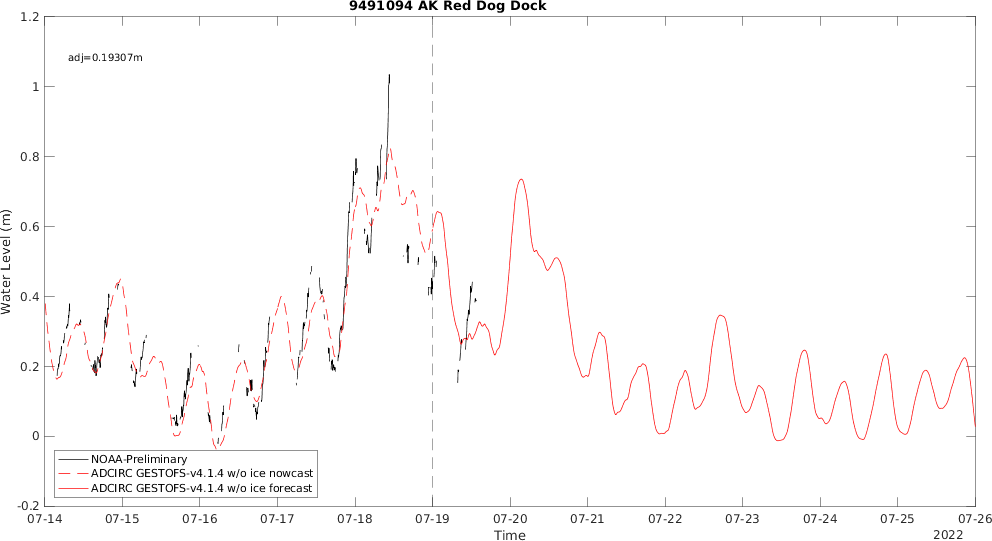 9491094 AK Red Dog Dock
adj=0.19307m
Water Level (m)
1.2
1
0.8
0.6
0.4
0.2
0
-0.2
NOAA-Preliminary
ADCIRC GESTOFS-v4.1.4 w/o ice nowcast
ADCIRC GESTOFS-v4.1.4 w/o ice forecast
07-14 07-15 07-16 07-17 07-18 07-19 07-20 07-21 07-22 07-23 07-24 07-25 07-26
Time
2022